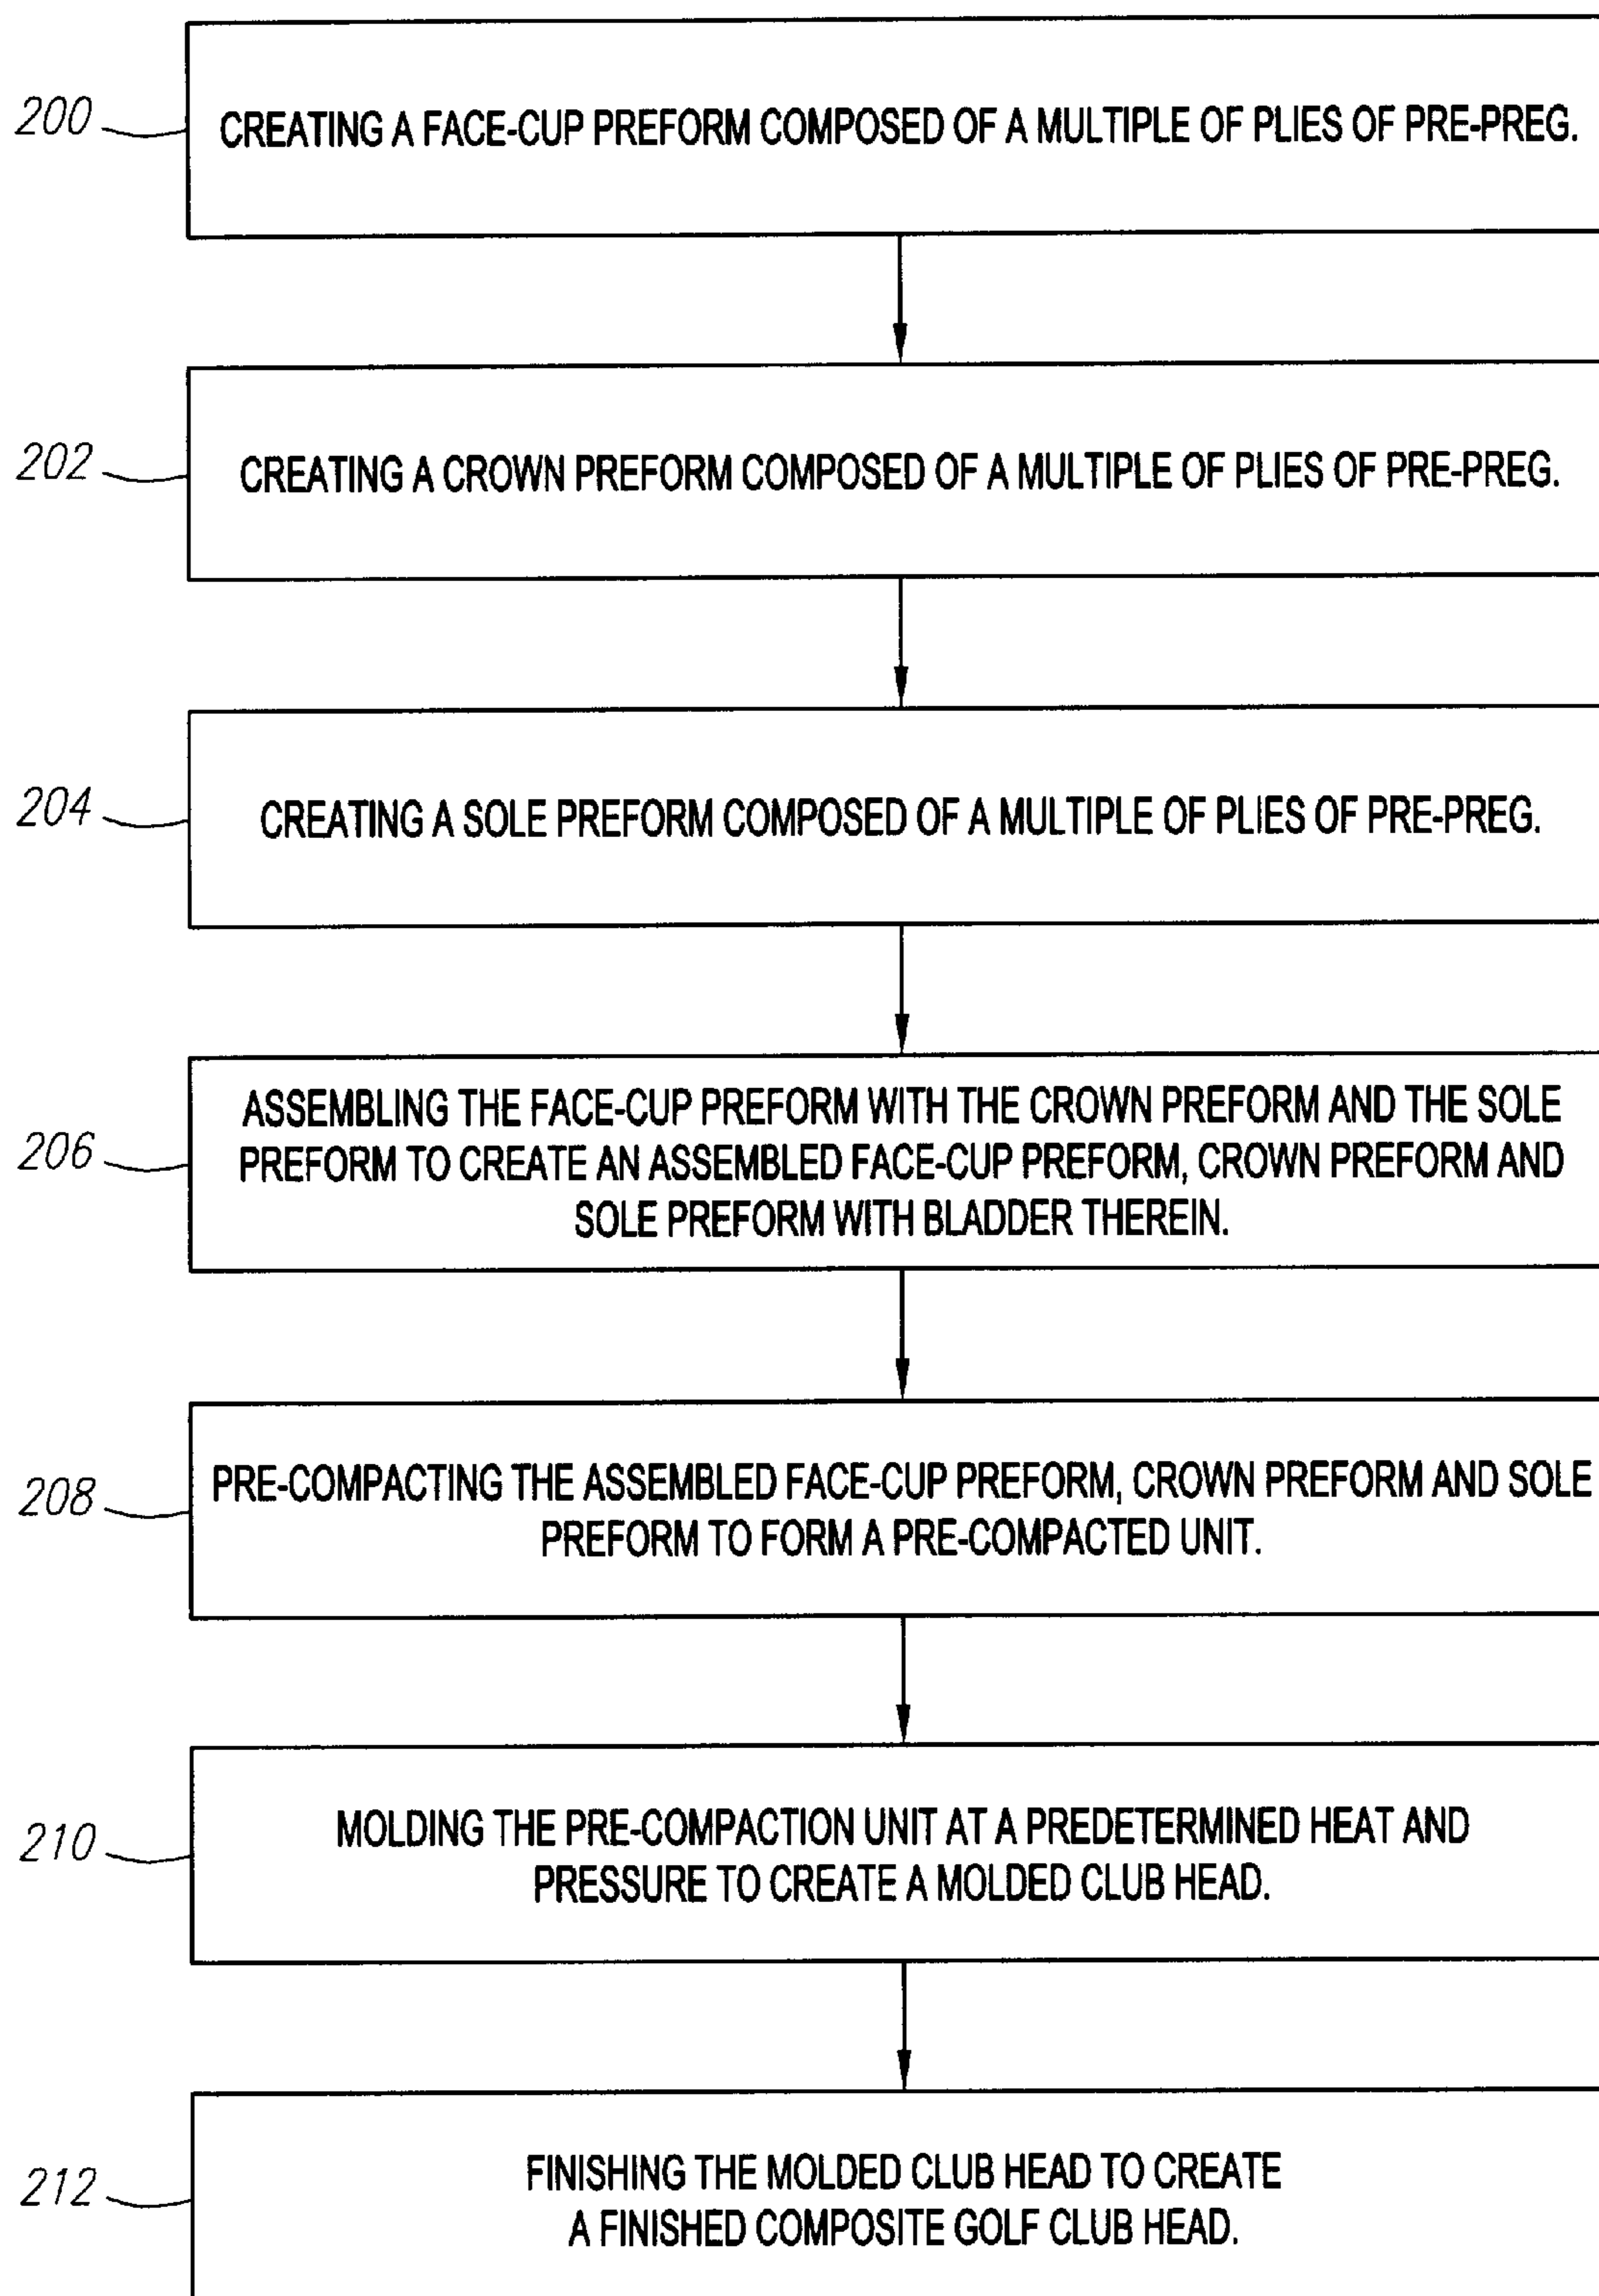 200
CREATING A FACE-CUP PREFORM COMPOSED OF A MULTIPLE OF PLIES OF PRE-PREG.
202
CREATING A CROWN PREFORM COMPOSED OF A MULTIPLE OF PLIES OF PRE-PREG.
204
CREATING A SOLE PREFORM COMPOSED OF A MULTIPLE OF PLIES OF PRE-PREG.
206
ASSEMBLING THE FACE-CUP PREFORM WITH THE CROWN PREFORM AND THE SOLE
PREFORM TO CREATE AN ASSEMBLED FACE-CUP PREFORM, CROWN PREFORM AND
SOLE PREFORM WITH BLADDER THEREIN.
208
PRE-COMPACTING THE ASSEMBLED FACE-CUP PREFORM, CROWN PREFORM AND SOLE
PREFORM TO FORM A PRE-COMPACTED UNIT.
210
MOLDING THE PRE-COMPACTION UNIT AT A PREDETERMINED HEAT AND
PRESSURE TO CREATE A MOLDED CLUB HEAD.
212
FINISHING THE MOLDED CLUB HEAD TO CREATE
A FINISHED COMPOSITE GOLF CLUB HEAD.